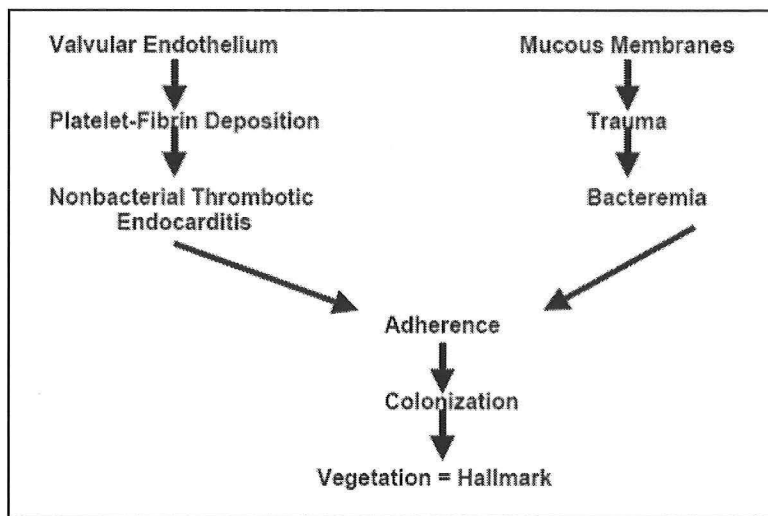 Valvular Endothelium
Platelet-Fibrin Deposition
Nonbacterial Thrombotic
Endocarditis
Mucous Membranes
Trauma
Bacteremia
Adherence
Colonization
Vegetation = Hallmark